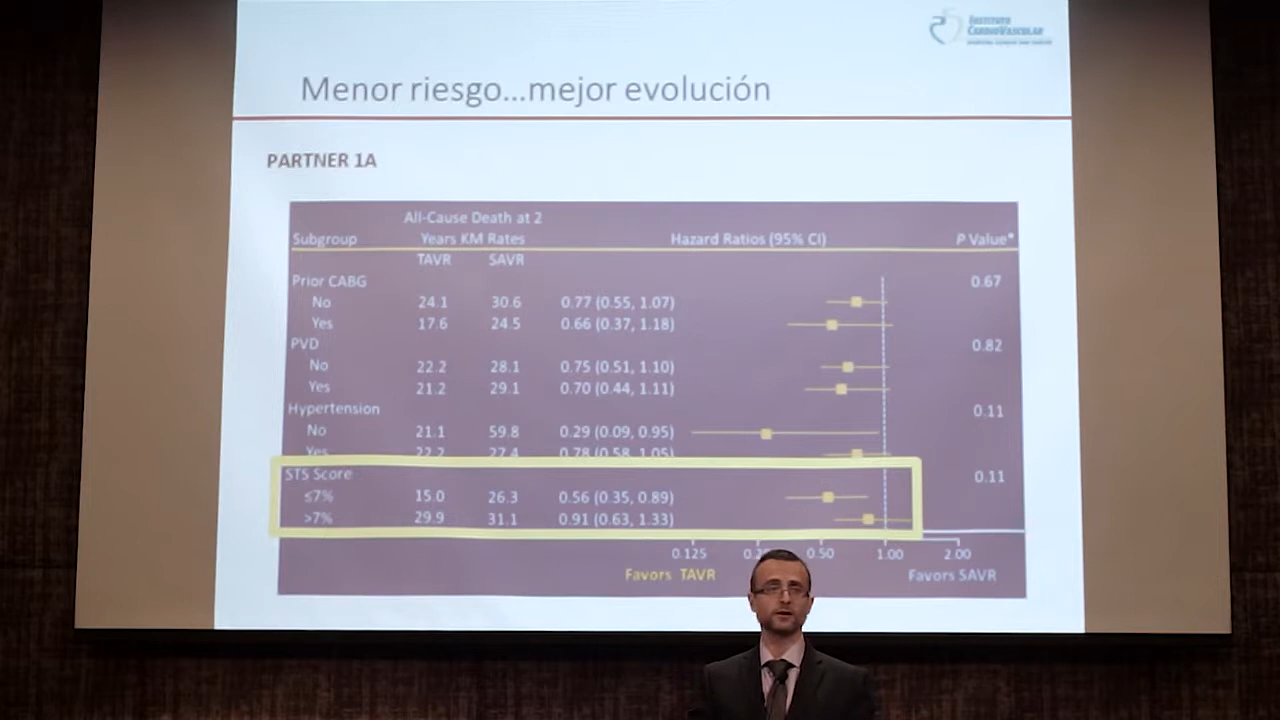 INSTITUTO
CARDIOVASCULAR
Menor riesgo...mejor evolución
PARTNER 1A
All-Cause Death at 2
Subgroup Years KM Rates Hazard Ratios (95% CI) P Value*
TAVR SAVR
Prior CABG 0.67
No 24.1 30.6 0.77 (0.55, 1.07)
Yes 17.6 24.5 0.66 (0.37, 1.18)
PVD 0.82
No 22.2 28.1 0.75 (0.51, 1.10)
Yes 21.2 29.1 0.70 (0.44, 1.11)
Hypertension 0.11
No 21.1 59.8 0.29 (0.09, 0.95)
Yes 22.2 27.4 0.78 (0.58, 1.05)
STS Score 0.11
≤7% 15.0 26.3 0.56 (0.35, 0.89)
>7% 29.9 31.1 0.91 (0.63, 1.33)
0.125 0.50 1.00 2.00
Favors TAVR Favors SAVR